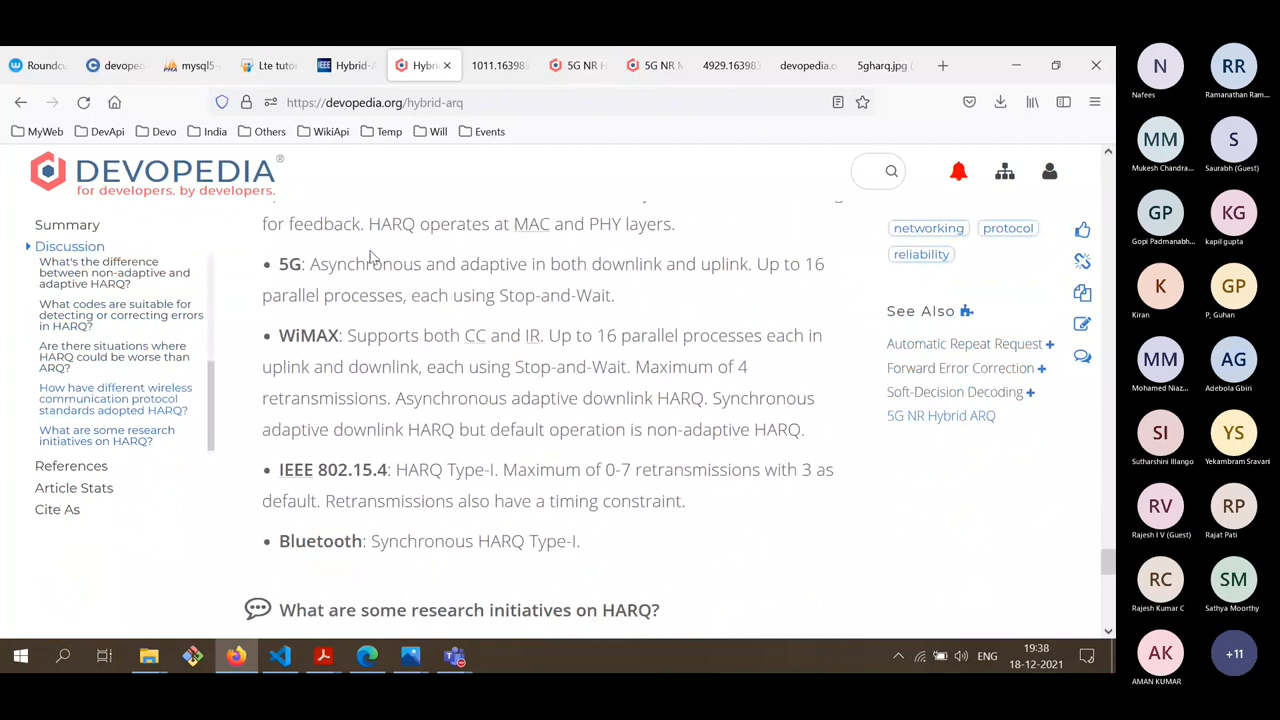 Roundcu
devoped
mysql5-
Lte tuto
Hybrid-
Hybri
1011.163983
5G NR H
5G NR M
4929.163983
devopedia.o
5gharq.jpg (
https://devopedia.org/hybrid-arq
MyWeb
DevApi
Devo
India
Others
WikiApi
Temp
Will
Events
DEVOPEDIA®
for developers. by developers.
Summary
Discussion
What's the difference
between non-adaptive and
adaptive HARQ?
What codes are suitable for
detecting or correcting errors
in HARQ?
Are there situations where
HARQ could be worse than
ARQ?
How have different wireless
communication protocol
standards adopted HARQ?
What are some research
initiatives on HARQ?
References
Article Stats
Cite As
for feedback. HARQ operates at MAC and PHY layers.
• 5G: Asynchronous and adaptive in both downlink and uplink. Up to 16
parallel processes, each using Stop-and-Wait.
• WiMAX: Supports both CC and IR. Up to 16 parallel processes each in
uplink and downlink, each using Stop-and-Wait. Maximum of 4
retransmissions. Asynchronous adaptive downlink HARQ. Synchronous
adaptive downlink HARQ but default operation is non-adaptive HARQ.
• IEEE 802.15.4: HARQ Type-I. Maximum of 0-7 retransmissions with 3 as
default. Retransmissions also have a timing constraint.
• Bluetooth: Synchronous HARQ Type-I.
What are some research initiatives on HARQ?
networking
protocol
reliability
See Also
Automatic Repeat Request +
Forward Error Correction +
Soft-Decision Decoding +
5G NR Hybrid ARQ
ENG
19:38
18-12-2021
N
Nafees
RR
Ramanathan Ram...
MM
Mukesh Chandra...
S
Saurabh (Guest)
GP
Gopi Padmanabh...
KG
kapil gupta
K
Kiran
GP
P, Guhan
MM
Mohamed Niaz...
AG
Adebola Gbiri
SI
Sutharshini Illango
YS
Yekambram Sravani
RV
Rajesh I V (Guest)
RP
Rajat Pati
RC
Rajesh Kumar C
SM
Sathya Moorthy
AK
AMAN KUMAR
+11